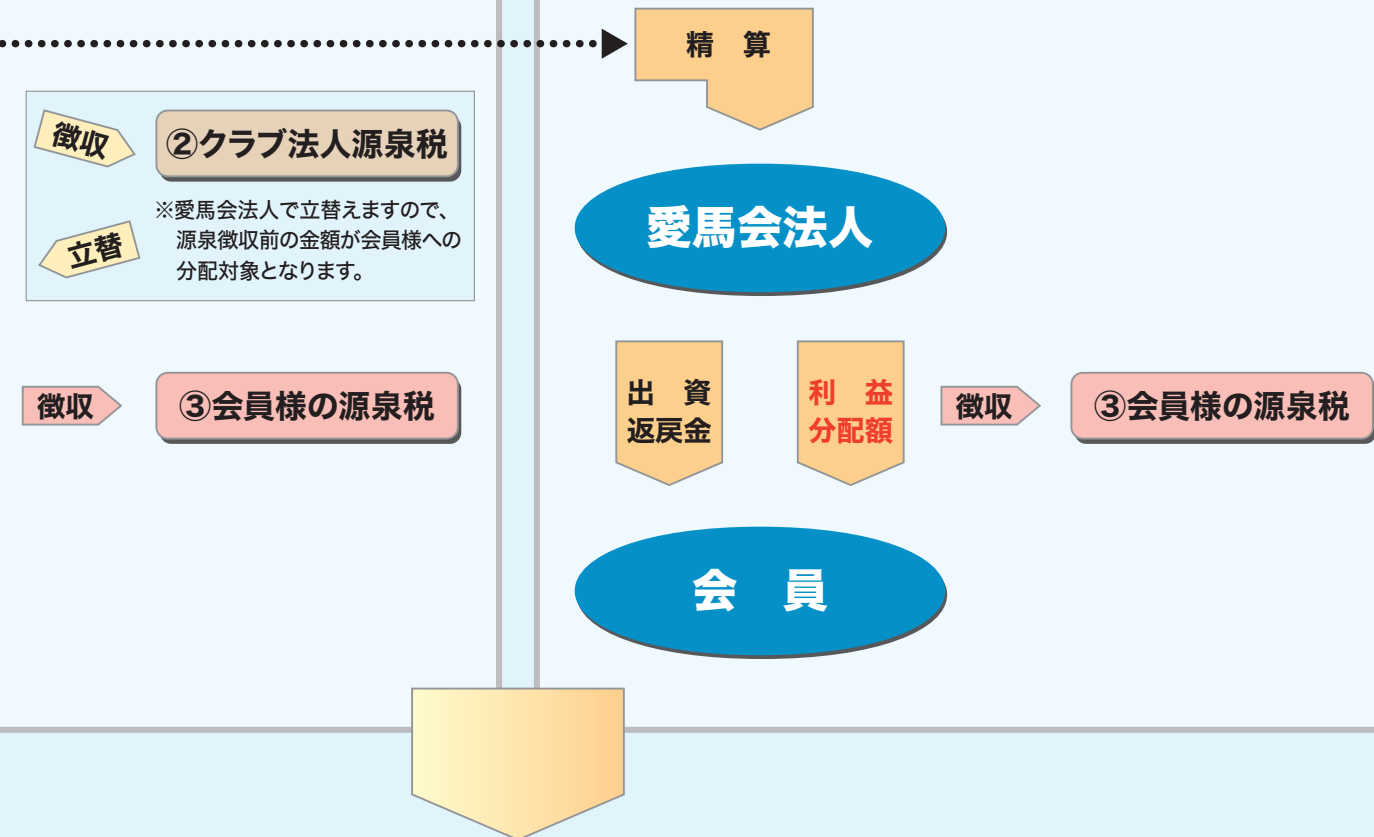 精　算
徴収
②クラブ法人源泉税
※愛馬会法人で立替えますので、
源泉徴収前の金額が会員様への
分配対象となります。
立替
愛馬会法人
徴収
③会員様の源泉税
出　資
返戻金
利　益
分配額
徴収
③会員様の源泉税
会　員